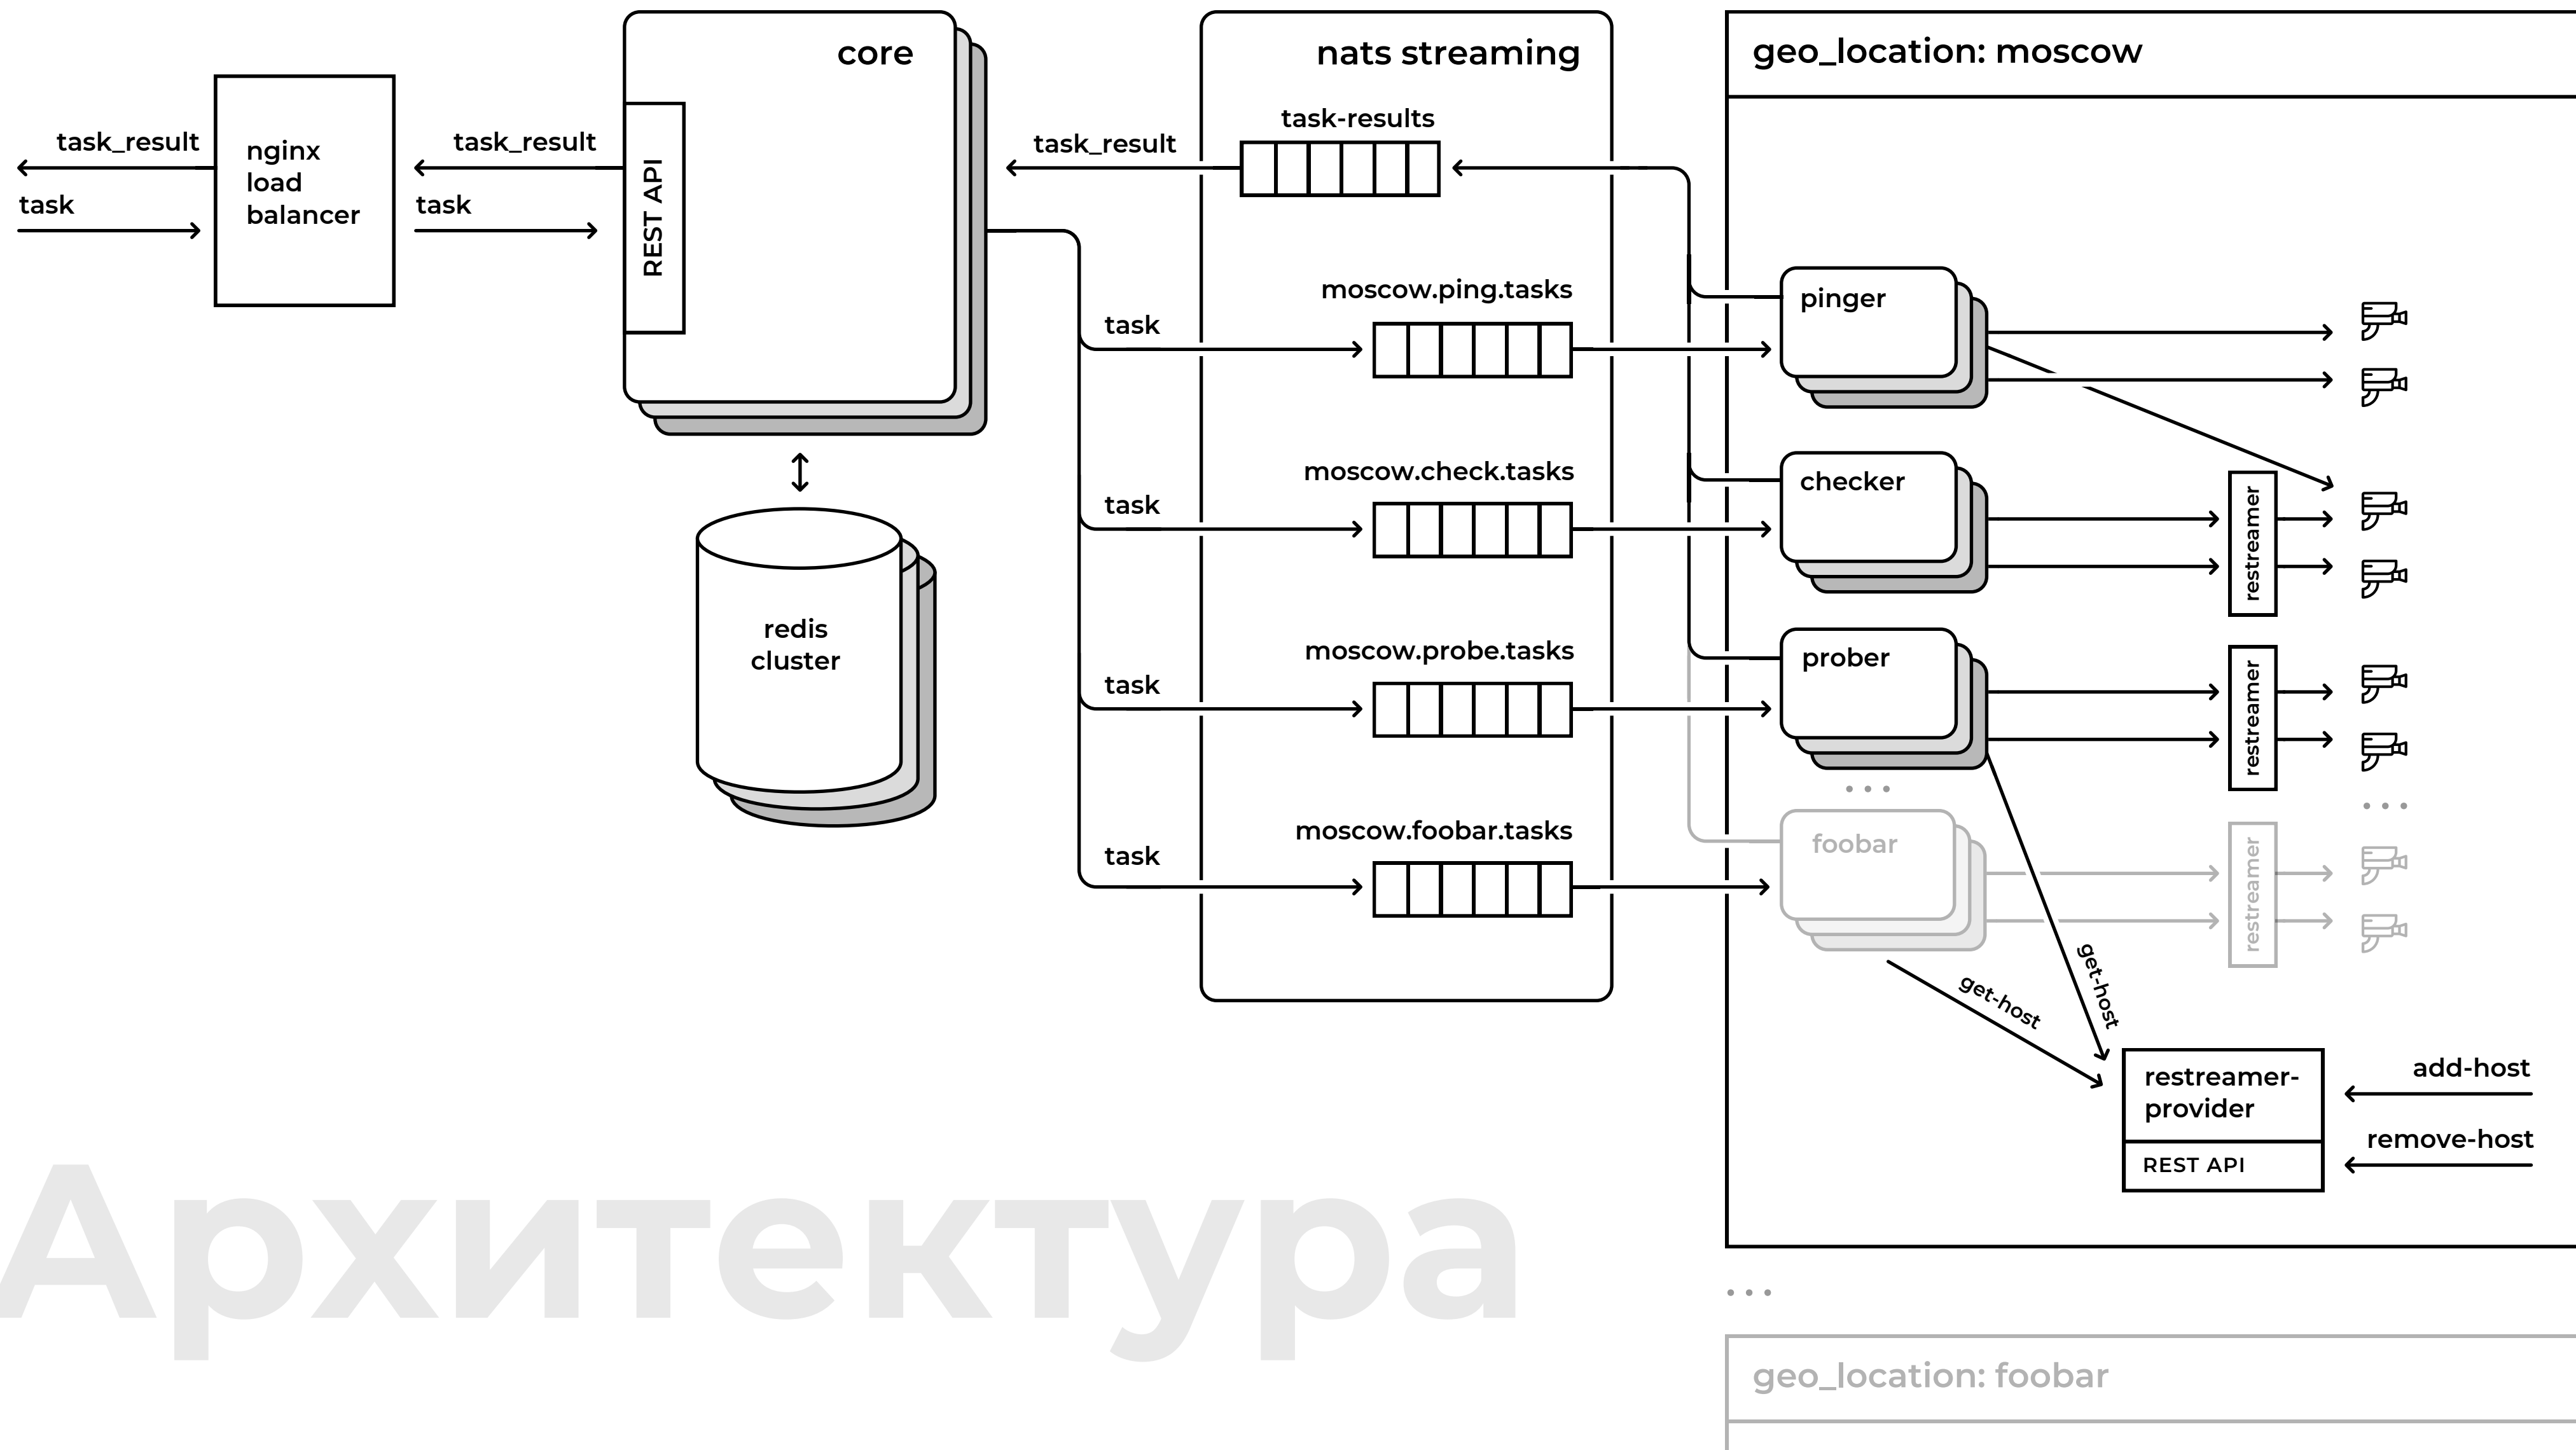 core
nats streaming
geo_location: moscow
task_result
task
nginx
load
balancer
task_result
task
REST API
task_result
task-results
redis
cluster
task
moscow.ping.tasks
task
moscow.check.tasks
task
moscow.probe.tasks
task
moscow.foobar.tasks
pinger
checker
restreamer
prober
restreamer
...
...
foobar
restreamer
get-host
get-host
restreamer-
provider
REST API
add-host
remove-host
Архитектура
...
geo_location: foobar